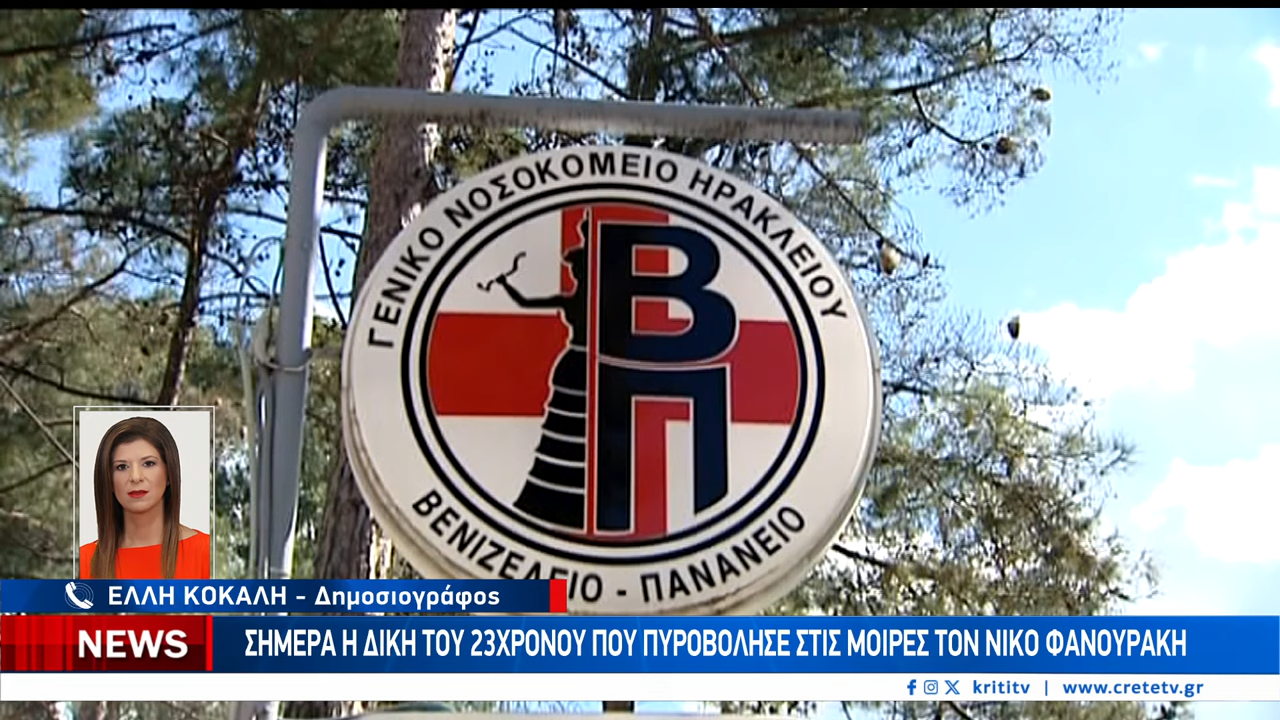 ΓΕΝΙΚΟ ΝΟΣΟΚΟΜΕΙΟ ΗΡΑΚΛΕΙΟΥ
ΒΠ
ΒΕΝΙΖΕΛΕΙΟ - ΠΑΝΑΝΕΙΟ
ΕΛΛΗ ΚΟΚΑΛΗ - Δημοσιογράφος
NEWS ΣΗΜΕΡΑ Η ΔΙΚΗ ΤΟΥ 23ΧΡΟΝΟΥ ΠΟΥ ΠΥΡΟΒΟΛΗΣΕ ΣΤΙΣ ΜΟΙΡΕΣ ΤΟΝ ΝΙΚΟ ΦΑΝΟΥΡΑΚΗ
krititv | www.cretetv.gr